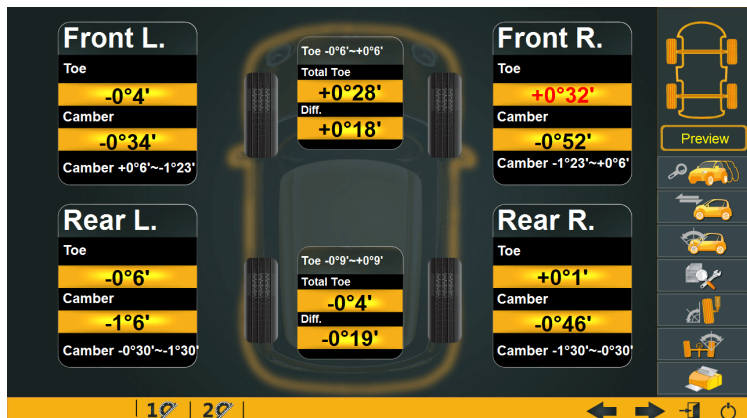 Front L.
Toe
-0°4'
Camber
-0°34'
Camber +0°6'~-1°23'
Toe -0°6'~+0°6'
Total Toe
+0°28'
Diff.
+0°18'
Front R.
Toe
+0°32'
Camber
-0°52'
Camber -1°23'~+0°6'
Preview
Rear L.
Toe
-0°6'
Camber
-1°6'
Camber -0°30'~-1°30'
Toe -0°9'~+0°9'
Total Toe
-0°4'
Diff.
-0°19'
Rear R.
Toe
+0°1'
Camber
-0°46'
Camber -1°30'~-0°30'
1
2